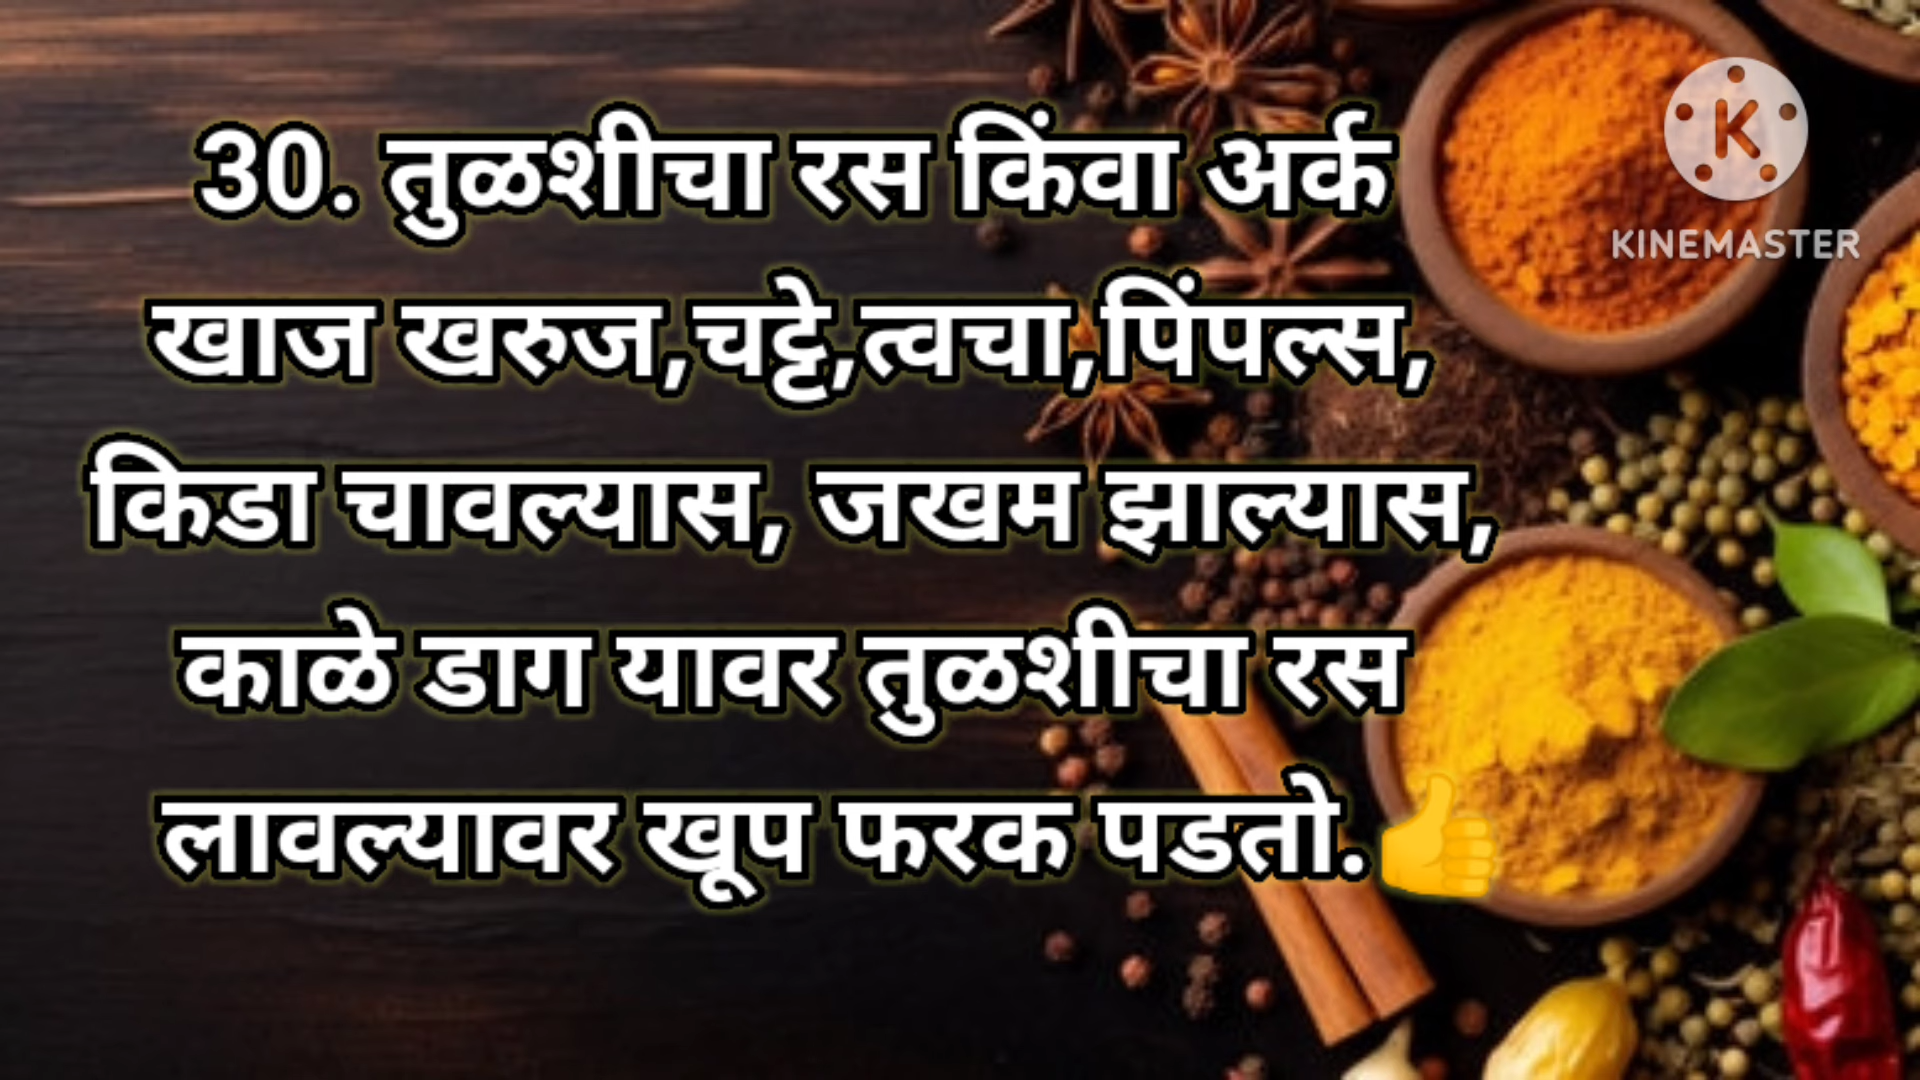 30. तुळशीचा रस किंवा अर्क
खाज खरुज,चट्टे,त्वचा,पिंपल्स,
किडा चावल्यास, जखम झाल्यास,
काळे डाग यावर तुळशीचा रस
लावल्यावर खूप फरक पडतो.👍
K
KINEMASTER